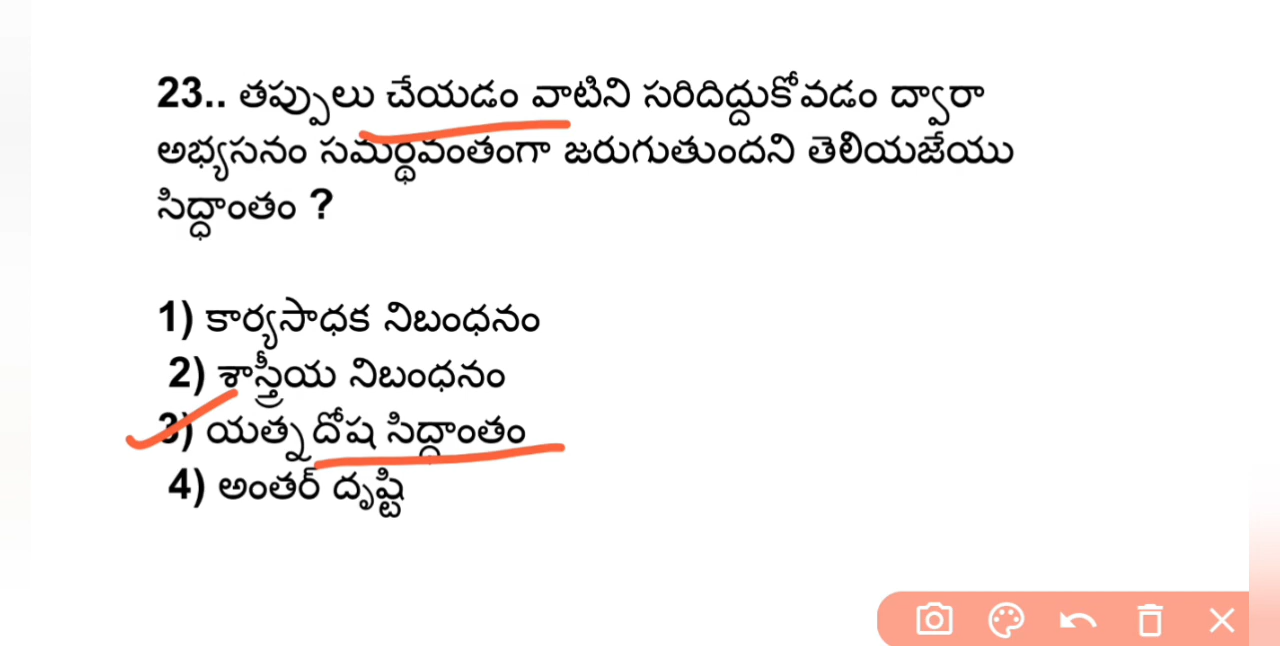 23.. తప్పులు చేయడం వాటిని సరిదిద్దుకోవడం ద్వారా
అభ్యసనం సమర్థవంతంగా జరుగుతుందని తెలియజేయు
సిద్ధాంతం ?
1) కార్యసాధక నిబంధనం
2) శాస్త్రీయ నిబంధనం
3) యత్న దోష సిద్ధాంతం
4) అంతర్ దృష్టి